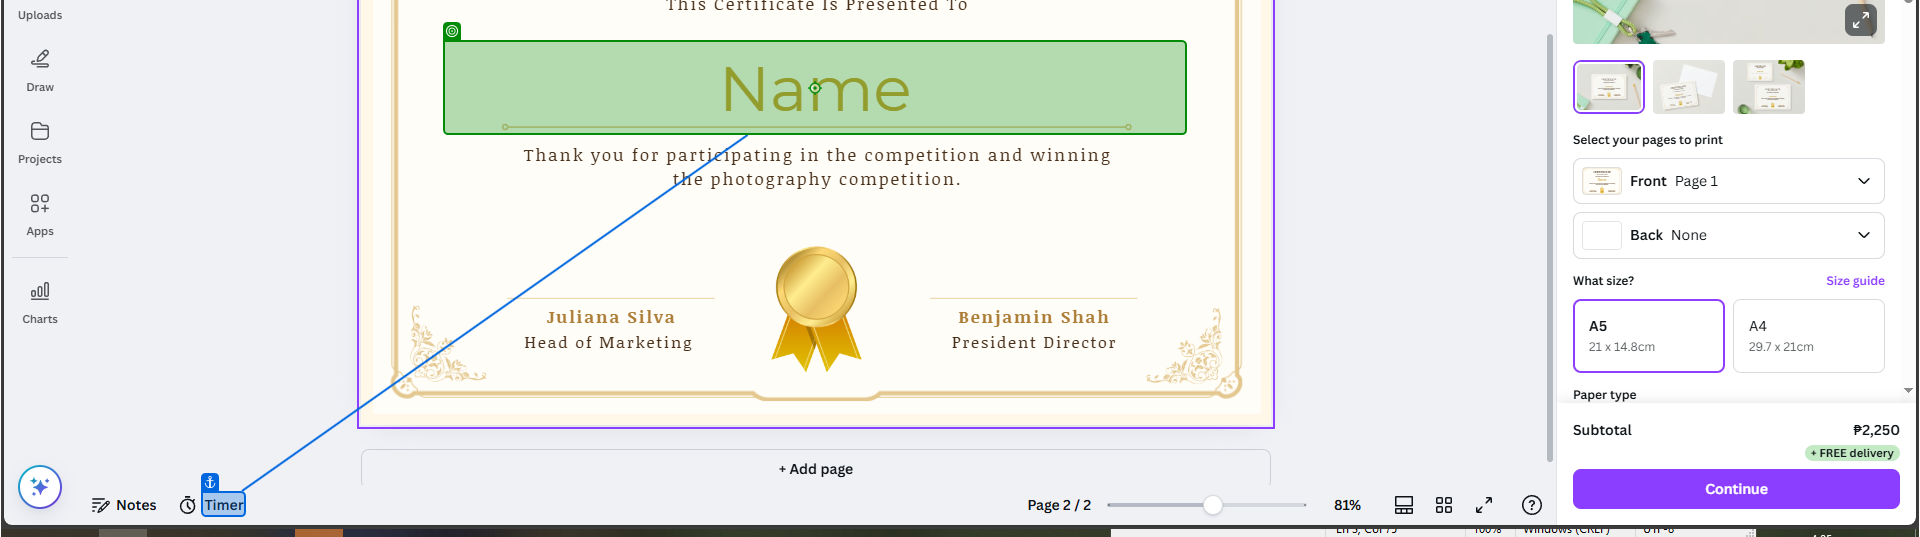 Uploads
Draw
Projects
Apps
Charts
This Certificate Is Presented To
Name
Thank you for participating in the competition and winning
the photography competition.
Juliana Silva
Head of Marketing
Benjamin Shah
President Director
+ Add page
Notes
Timer
Page 2 / 2
81%
Select your pages to print
Front Page 1
Back None
What size?
Size guide
A5
21 x 14.8cm
A4
29.7 x 21cm
Paper type
Subtotal
₱2,250
+ FREE delivery
Continue